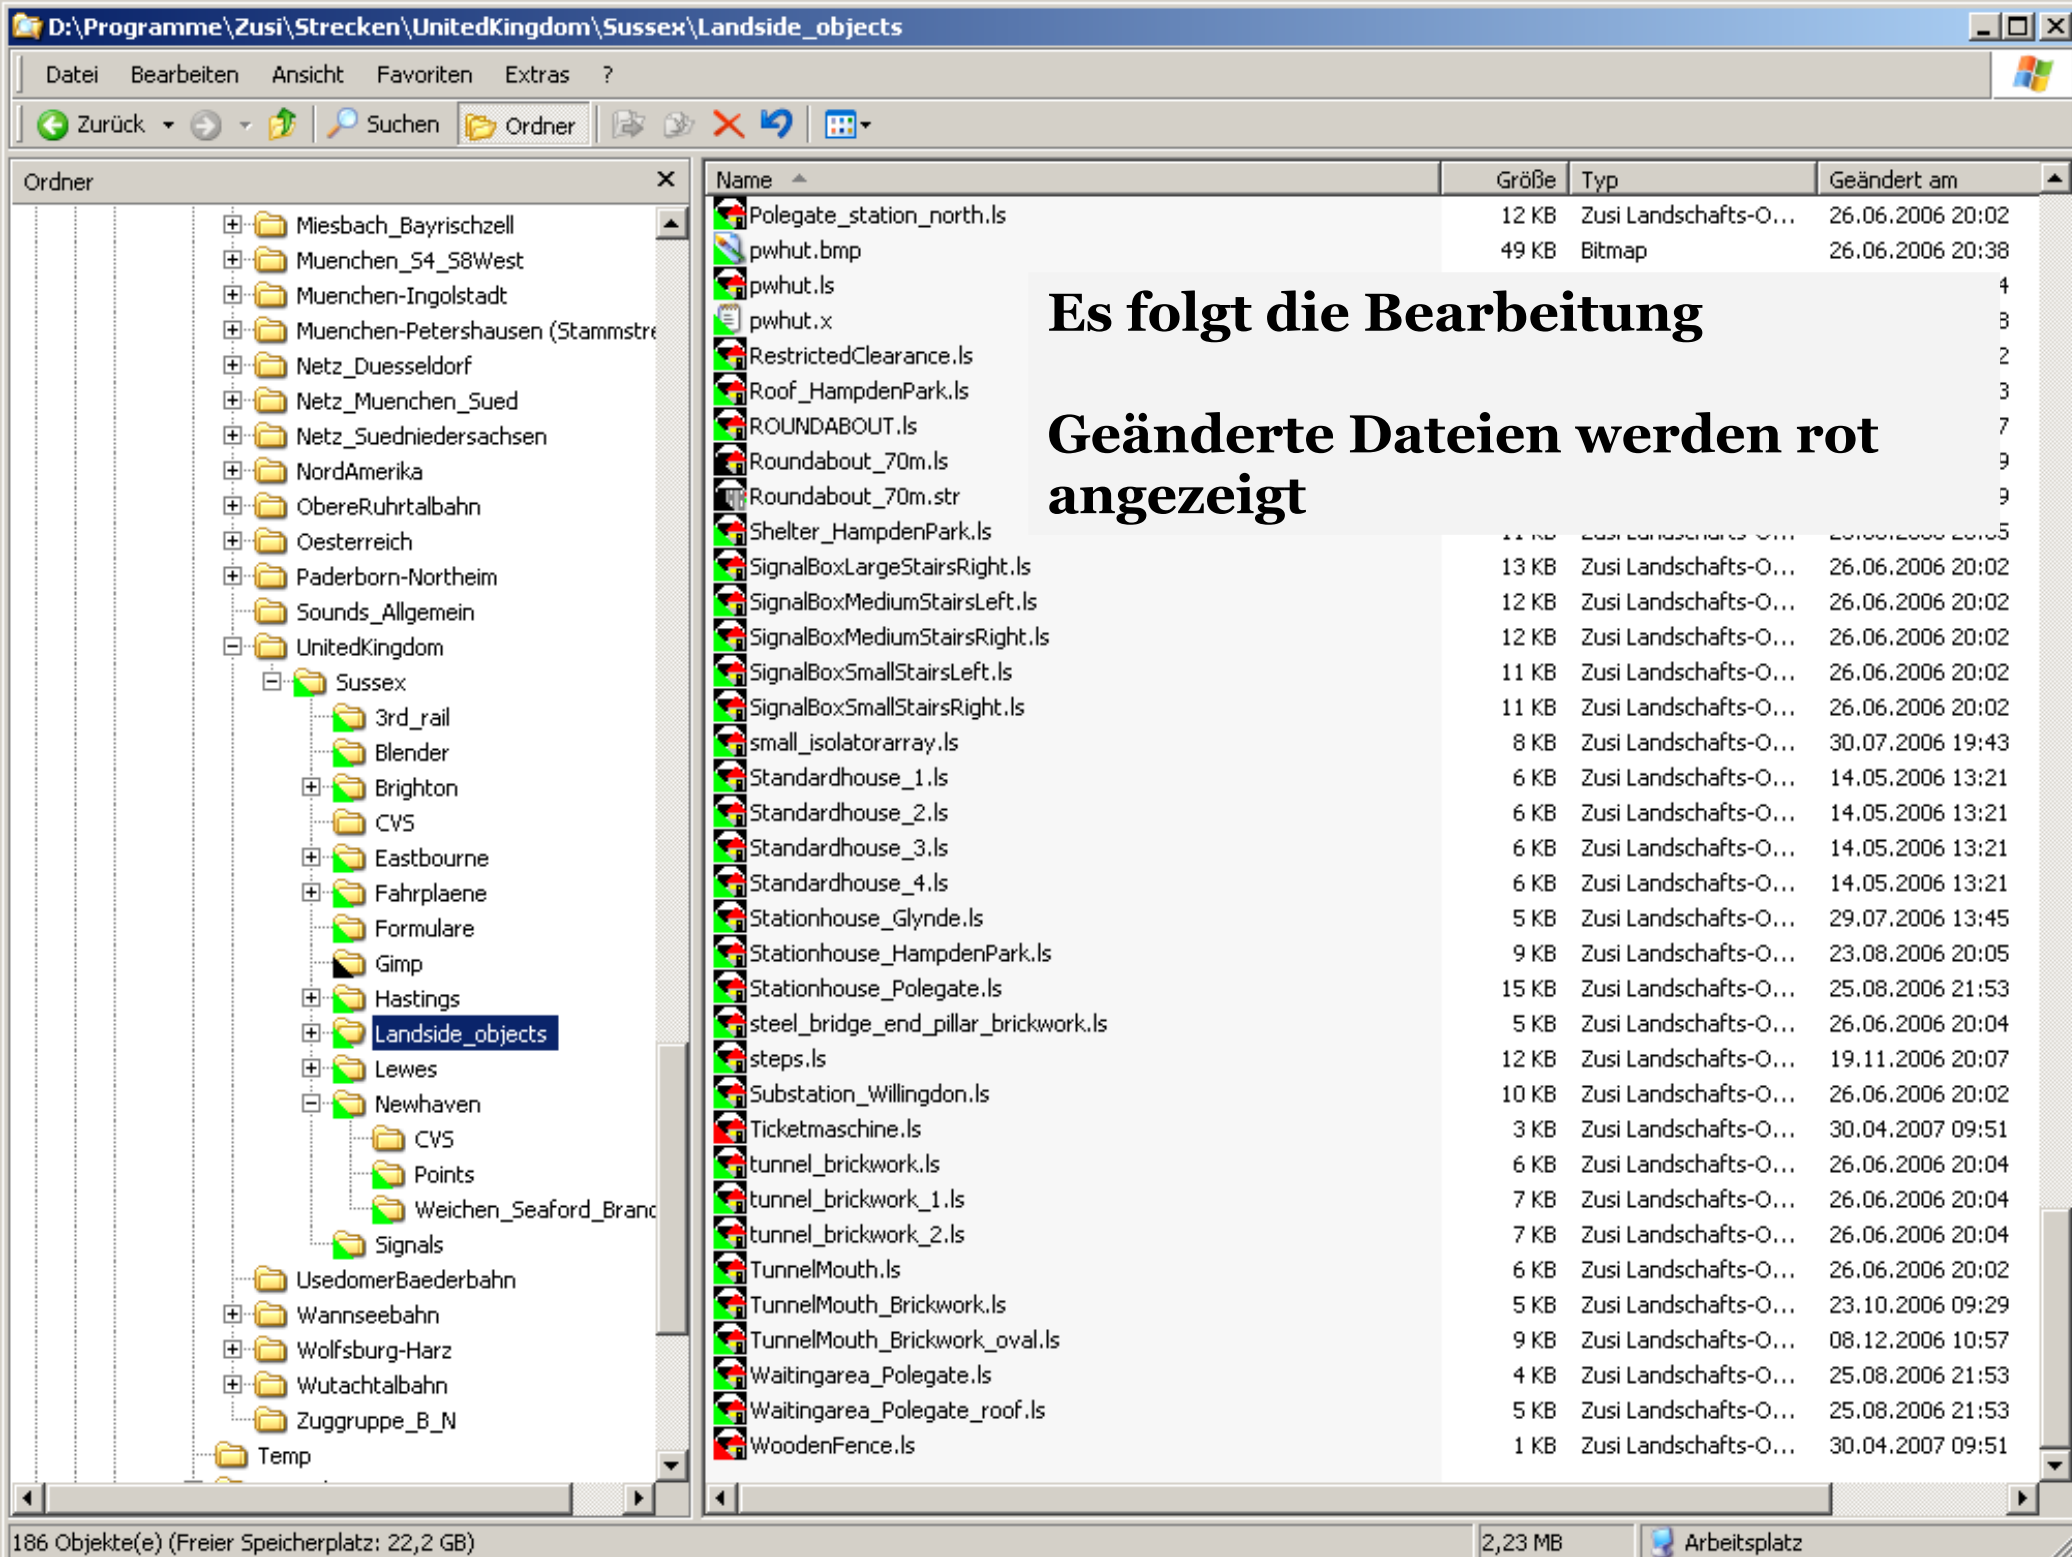 D:\Programme\Zusi\Strecken\UnitedKingdom\Sussex\Landside_objects
Datei Bearbeiten Ansicht Favoriten Extras ?
Zurück Suchen Ordner
Ordner
Miesbach_Bayrischzell
Muenchen_S4_S8West
Muenchen-Ingolstadt
Muenchen-Petershausen (Stammstre
Netz_Duesseldorf
Netz_Muenchen_Sued
Netz_Suedniedersachsen
NordAmerika
ObereRuhrtalbahn
Oesterreich
Paderborn-Northeim
Sounds_Allgemein
UnitedKingdom
Sussex
3rd_rail
Blender
Brighton
CVS
Eastbourne
Fahrplaene
Formulare
Gimp
Hastings
Landside_objects
Lewes
Newhaven
CVS
Points
Weichen_Seaford_Branc
Signals
UsedomerBaederbahn
Wannseebahn
Wolfsburg-Harz
Wutachtalbahn
Zuggruppe_B_N
Temp
Name Größe Typ Geändert am
Polegate_station_north.ls 12 KB Zusi Landschafts-O... 26.06.2006 20:02
pwhut.bmp 49 KB Bitmap 26.06.2006 20:38
pwhut.ls 4
pwhut.x 8
RestrictedClearance.ls 2
Roof_HampdenPark.ls 3
ROUNDABOUT.ls 7
Roundabout_70m.ls 9
Roundabout_70m.str 9
Es folgt die Bearbeitung
Geänderte Dateien werden rot
angezeigt
Shelter_HampdenPark.ls 11 KB Zusi Landschafts-O... 23.08.2006 20:05
SignalBoxLargeStairsRight.ls 13 KB Zusi Landschafts-O... 26.06.2006 20:02
SignalBoxMediumStairsLeft.ls 12 KB Zusi Landschafts-O... 26.06.2006 20:02
SignalBoxMediumStairsRight.ls 12 KB Zusi Landschafts-O... 26.06.2006 20:02
SignalBoxSmallStairsLeft.ls 11 KB Zusi Landschafts-O... 26.06.2006 20:02
SignalBoxSmallStairsRight.ls 11 KB Zusi Landschafts-O... 26.06.2006 20:02
small_isolatorarray.ls 8 KB Zusi Landschafts-O... 30.07.2006 19:43
Standardhouse_1.ls 6 KB Zusi Landschafts-O... 14.05.2006 13:21
Standardhouse_2.ls 6 KB Zusi Landschafts-O... 14.05.2006 13:21
Standardhouse_3.ls 6 KB Zusi Landschafts-O... 14.05.2006 13:21
Standardhouse_4.ls 6 KB Zusi Landschafts-O... 14.05.2006 13:21
Stationhouse_Glynde.ls 5 KB Zusi Landschafts-O... 29.07.2006 13:45
Stationhouse_HampdenPark.ls 9 KB Zusi Landschafts-O... 23.08.2006 20:05
Stationhouse_Polegate.ls 15 KB Zusi Landschafts-O... 25.08.2006 21:53
steel_bridge_end_pillar_brickwork.ls 5 KB Zusi Landschafts-O... 26.06.2006 20:04
steps.ls 12 KB Zusi Landschafts-O... 19.11.2006 20:07
Substation_Willingdon.ls 10 KB Zusi Landschafts-O... 26.06.2006 20:02
Ticketmaschine.ls 3 KB Zusi Landschafts-O... 30.04.2007 09:51
tunnel_brickwork.ls 6 KB Zusi Landschafts-O... 26.06.2006 20:04
tunnel_brickwork_1.ls 7 KB Zusi Landschafts-O... 26.06.2006 20:04
tunnel_brickwork_2.ls 7 KB Zusi Landschafts-O... 26.06.2006 20:04
TunnelMouth.ls 6 KB Zusi Landschafts-O... 26.06.2006 20:02
TunnelMouth_Brickwork.ls 5 KB Zusi Landschafts-O... 23.10.2006 09:29
TunnelMouth_Brickwork_oval.ls 9 KB Zusi Landschafts-O... 08.12.2006 10:57
Waitingarea_Polegate.ls 4 KB Zusi Landschafts-O... 25.08.2006 21:53
Waitingarea_Polegate_roof.ls 5 KB Zusi Landschafts-O... 25.08.2006 21:53
WoodenFence.ls 1 KB Zusi Landschafts-O... 30.04.2007 09:51
186 Objekte(e) (Freier Speicherplatz: 22,2 GB) 2,23 MB Arbeitsplatz